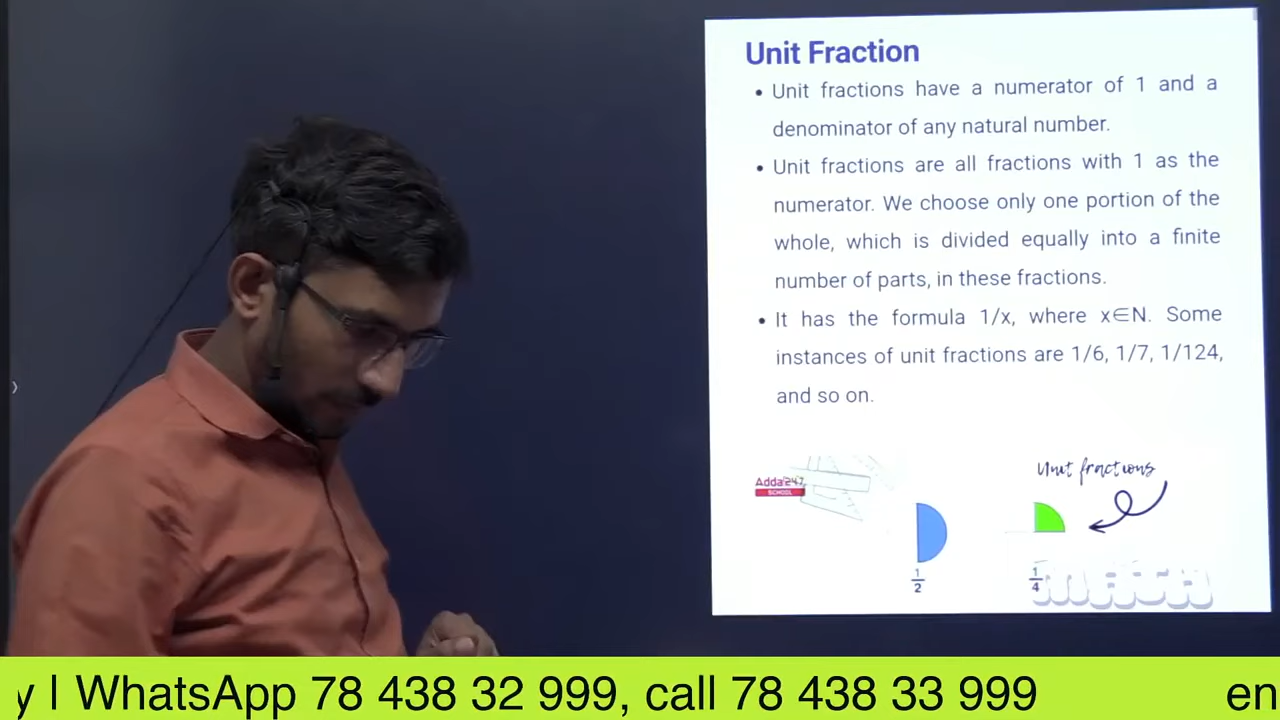 Unit Fraction
• Unit fractions have a numerator of 1 and a
denominator of any natural number.
• Unit fractions are all fractions with 1 as the
numerator. We choose only one portion of the
whole, which is divided equally into a finite
number of parts, in these fractions.
• It has the formula 1/x, where x∈N. Some
instances of unit fractions are 1/6, 1/7, 1/124,
and so on.
Unit fractions
Adda247
SCHOOL
1/2
1/4
MATH
y I WhatsApp 78 438 32 999, call 78 438 33 999 en